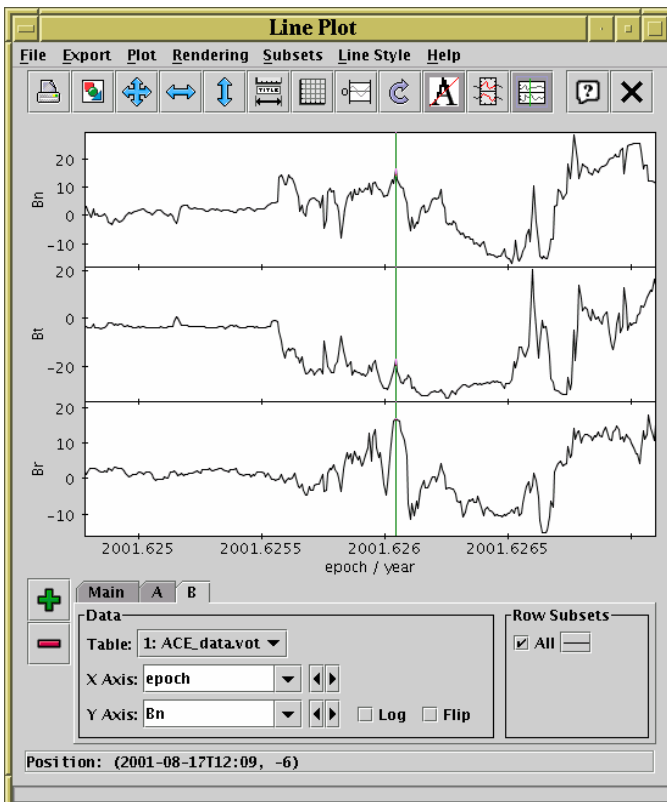 Line Plot
File Export Plot Rendering Subsets Line Style Help
TITLE
20
10
0
-10
Bn
20
0
-20
Bt
20
10
0
-10
Br
2001.625 2001.6255 2001.626 2001.6265
epoch / year
Main A B
Data
Table: 1: ACE_data.vot
X Axis: epoch
Y Axis: Bn Log Flip
Row Subsets
All
Position: (2001-08-17T12:09, -6)